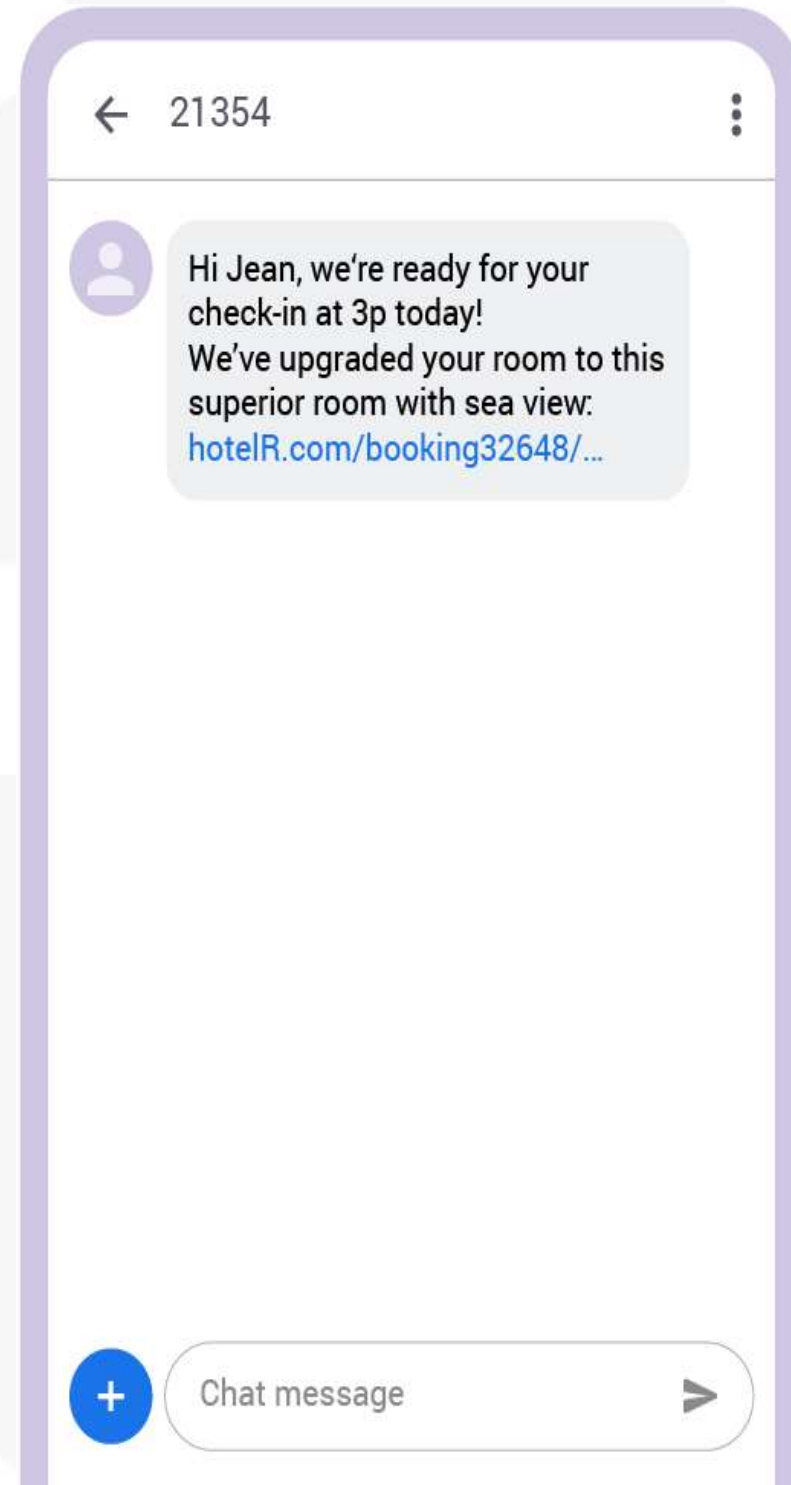 21354
Hi Jean, we‘re ready for your
check-in at 3p today!
We’ve upgraded your room to this
superior room with sea view:
hotelR.com/booking32648/...
+
Chat message